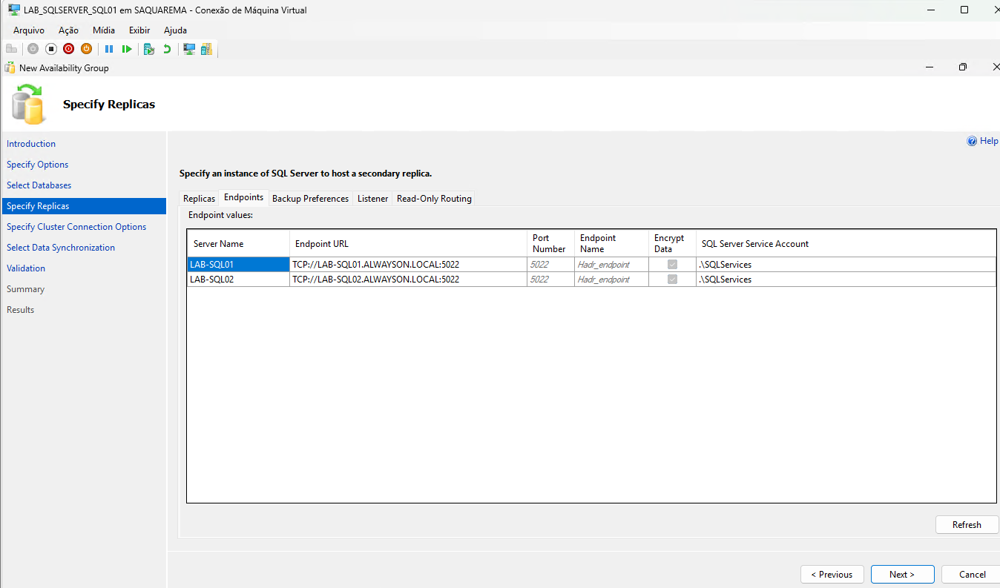 LAB_SQLSERVER_SQL01 em SAQUAREMA - Conexão de Máquina Virtual
Arquivo Ação Mídia Exibir Ajuda
New Availability Group
Specify Replicas
Introduction
Specify Options
Select Databases
Specify Replicas
Specify Cluster Connection Options
Select Data Synchronization
Validation
Summary
Results
Help
Specify an instance of SQL Server to host a secondary replica.
Replicas Endpoints Backup Preferences Listener Read-Only Routing
Endpoint values:
Server Name Endpoint URL Port Number Endpoint Name Encrypt Data SQL Server Service Account
LAB-SQL01 TCP://LAB-SQL01.ALWAYSON.LOCAL:5022 5022 Hadr_endpoint .\SQLServices
LAB-SQL02 TCP://LAB-SQL02.ALWAYSON.LOCAL:5022 5022 Hadr_endpoint .\SQLServices
Refresh
< Previous Next > Cancel